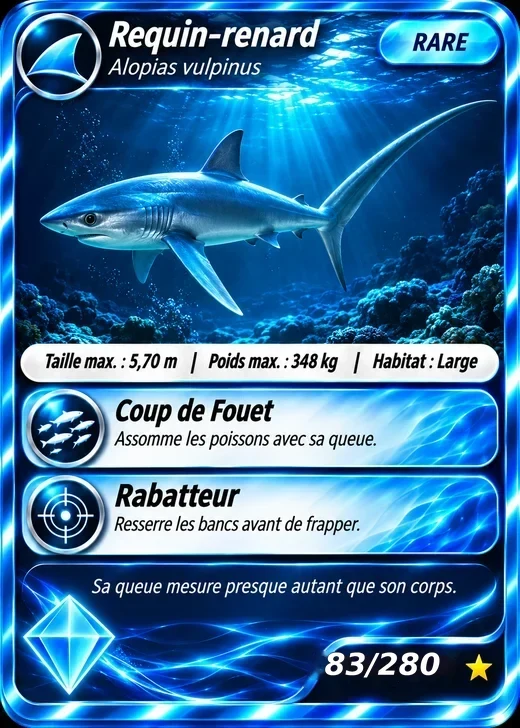 Requin-renard
RARE
Alopias vulpinus
Taille max. : 5,70 m | Poids max. : 348 kg | Habitat : Large
Coup de Fouet
Assomme les poissons avec sa queue.
Rabatteur
Resserre les bancs avant de frapper.
Sa queue mesure presque autant que son corps.
83/280